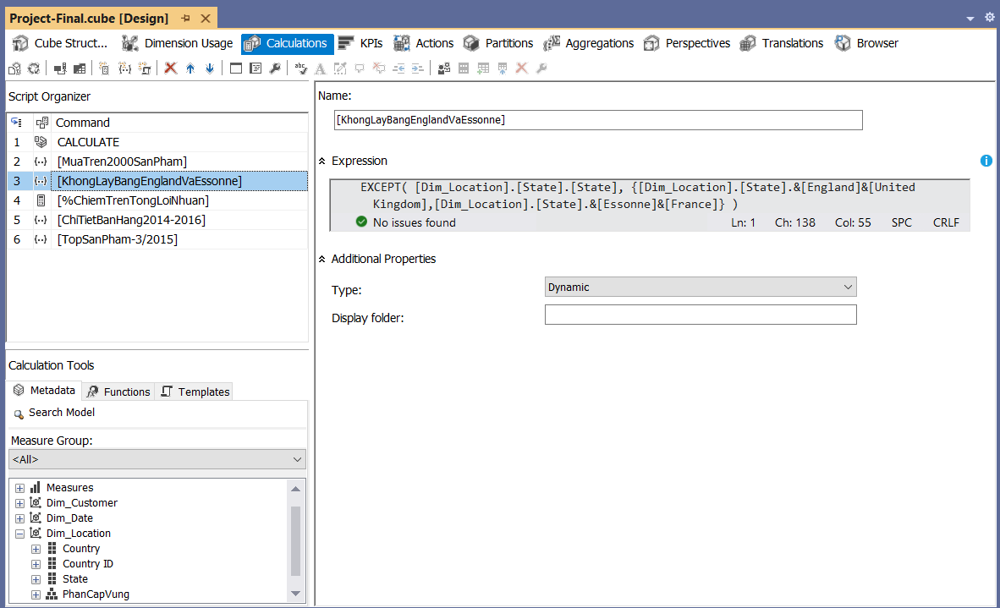 Project-Final.cube [Design]
Cube Struct... Dimension Usage Calculations KPIs Actions Partitions Aggregations Perspectives Translations Browser
Script Organizer
Command
1 CALCULATE
2 [MuaTren2000SanPham]
3 [KhongLayBangEnglandVaEssonne]
4 [%ChiemTrenTongLoiNhuan]
5 [ChiTietBanHang2014-2016]
6 [TopSanPham-3/2015]
Calculation Tools
Metadata Functions Templates
Search Model
Measure Group:
<All>
Measures
Dim_Customer
Dim_Date
Dim_Location
Country
Country ID
State
PhanCapVung
Name:
[KhongLayBangEnglandVaEssonne]
Expression
EXCEPT( [Dim_Location].[State].[State], {[Dim_Location].[State].&[England]&[United
Kingdom],[Dim_Location].[State].&[Essonne]&[France]} )
No issues found Ln: 1 Ch: 138 Col: 55 SPC CRLF
Additional Properties
Type: Dynamic
Display folder: